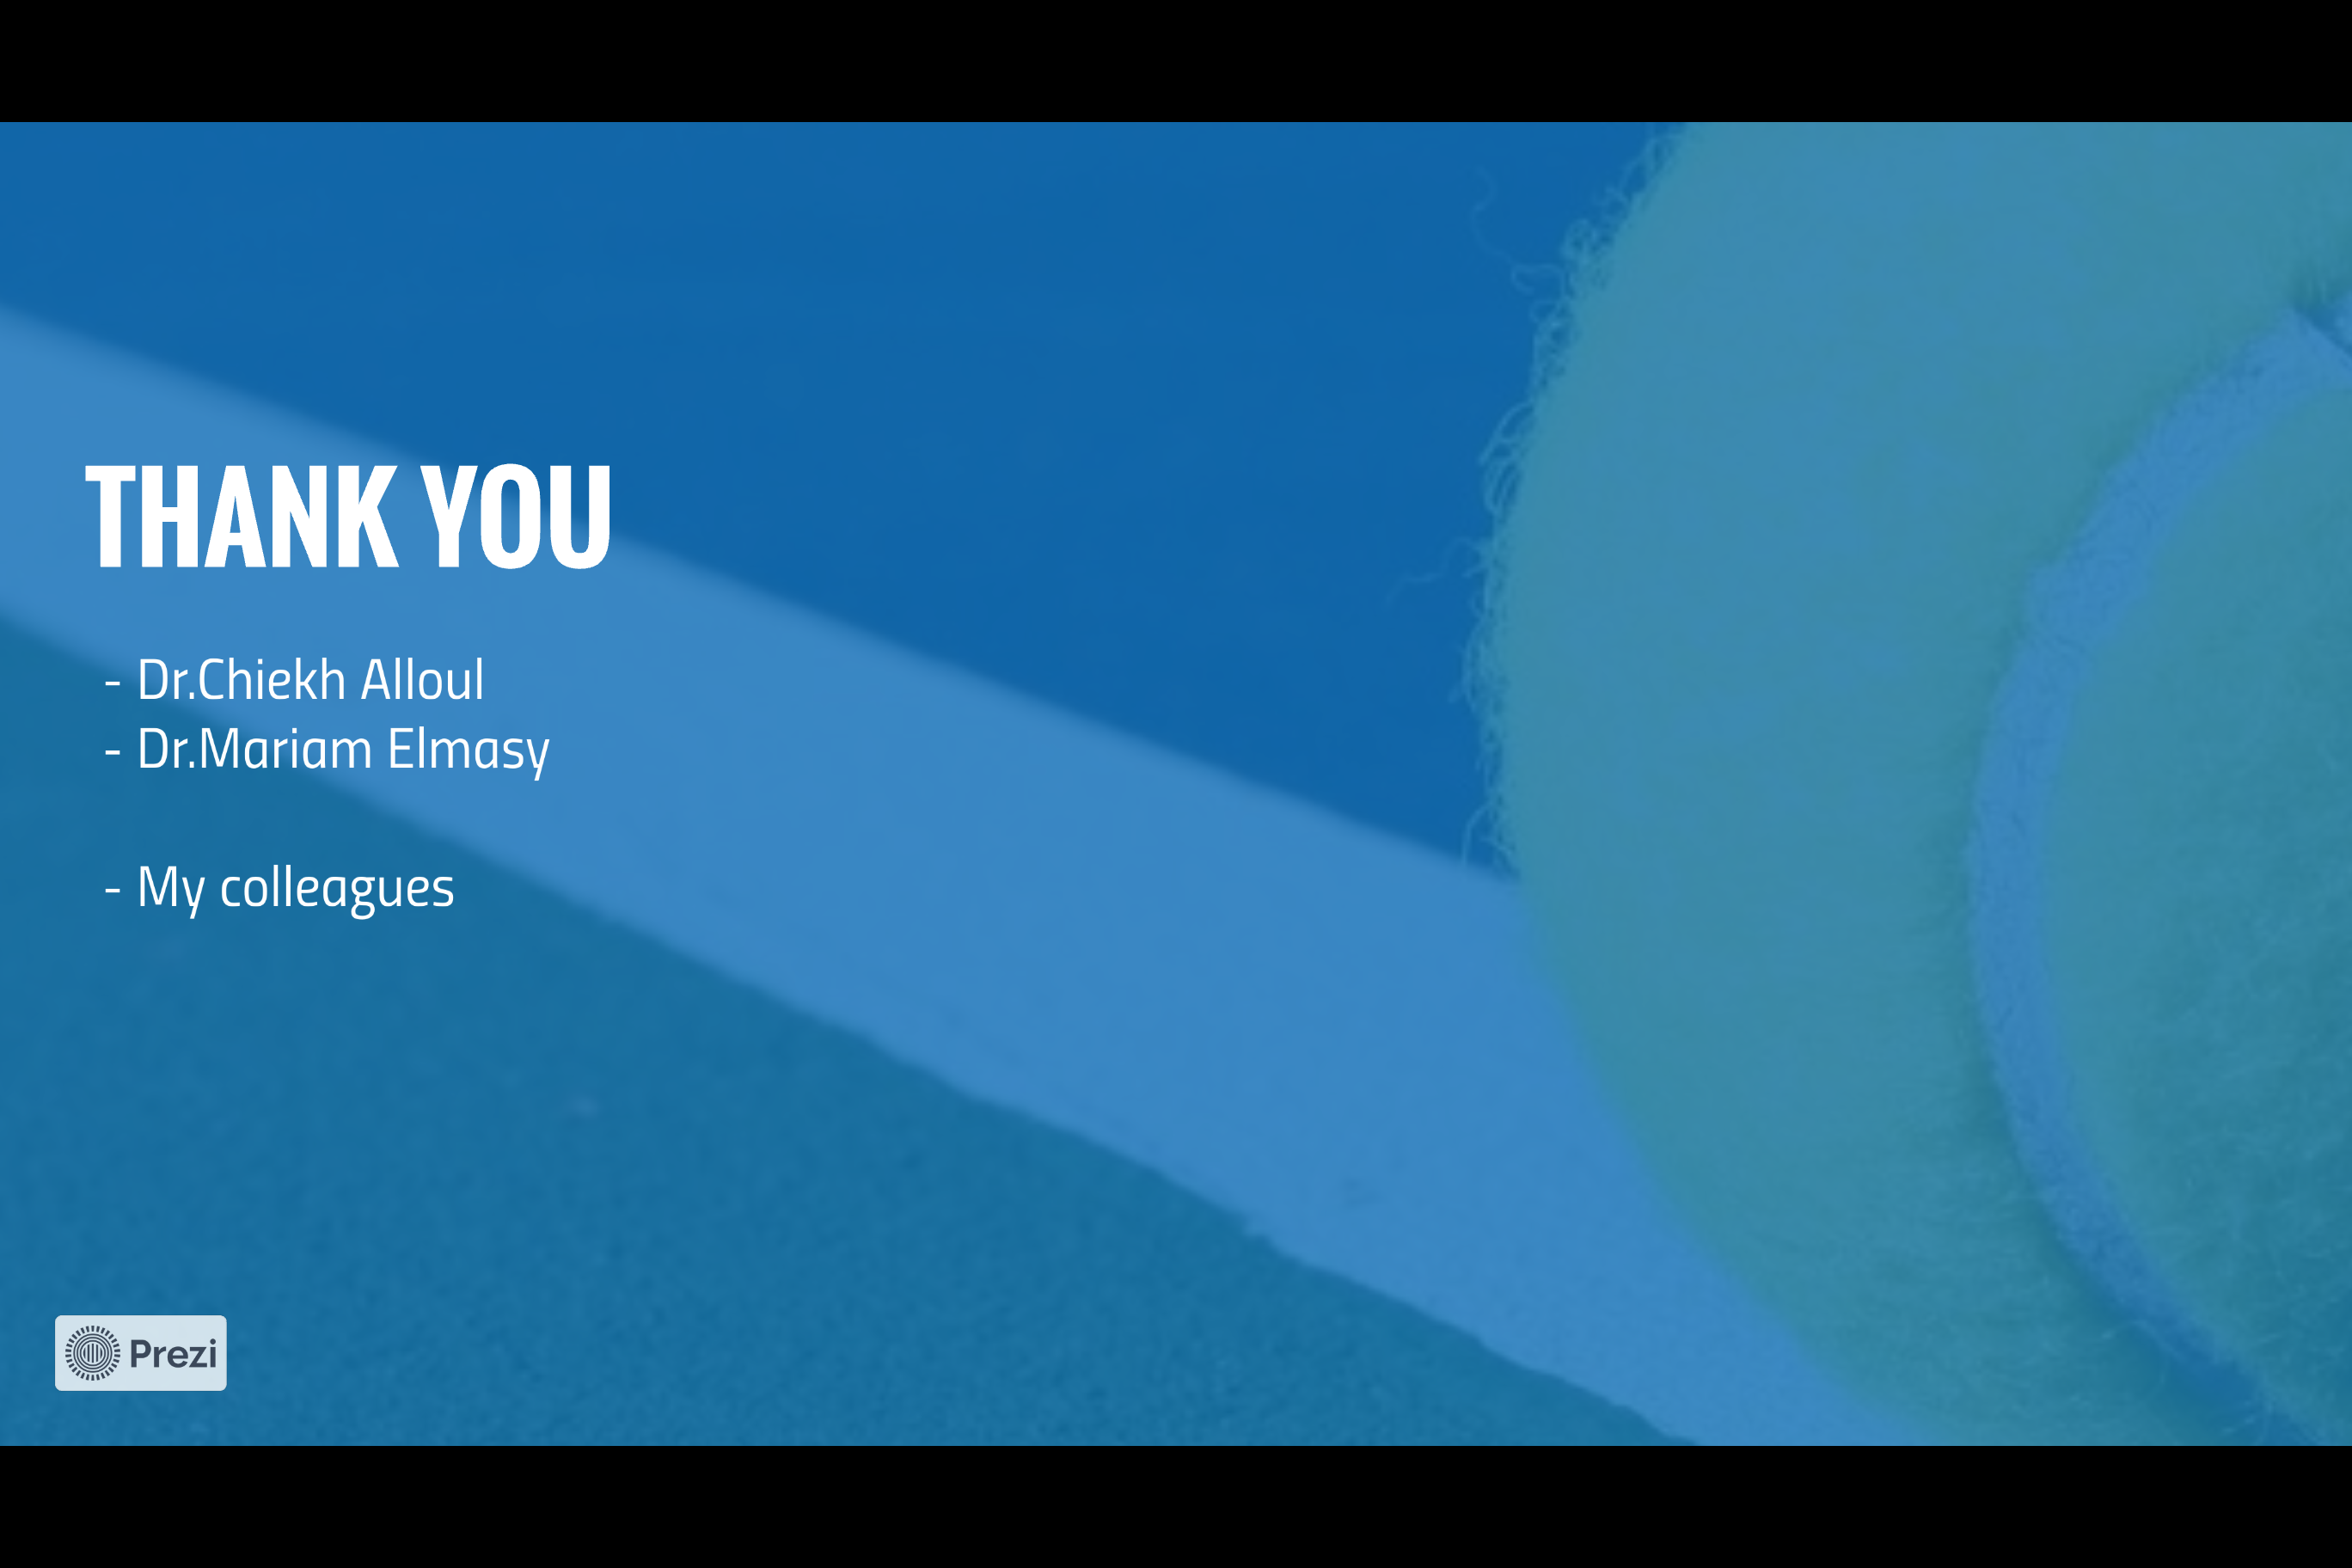 THANK YOU
- Dr.Chiekh Alloul
- Dr.Mariam Elmasy
- My colleagues
Prezi